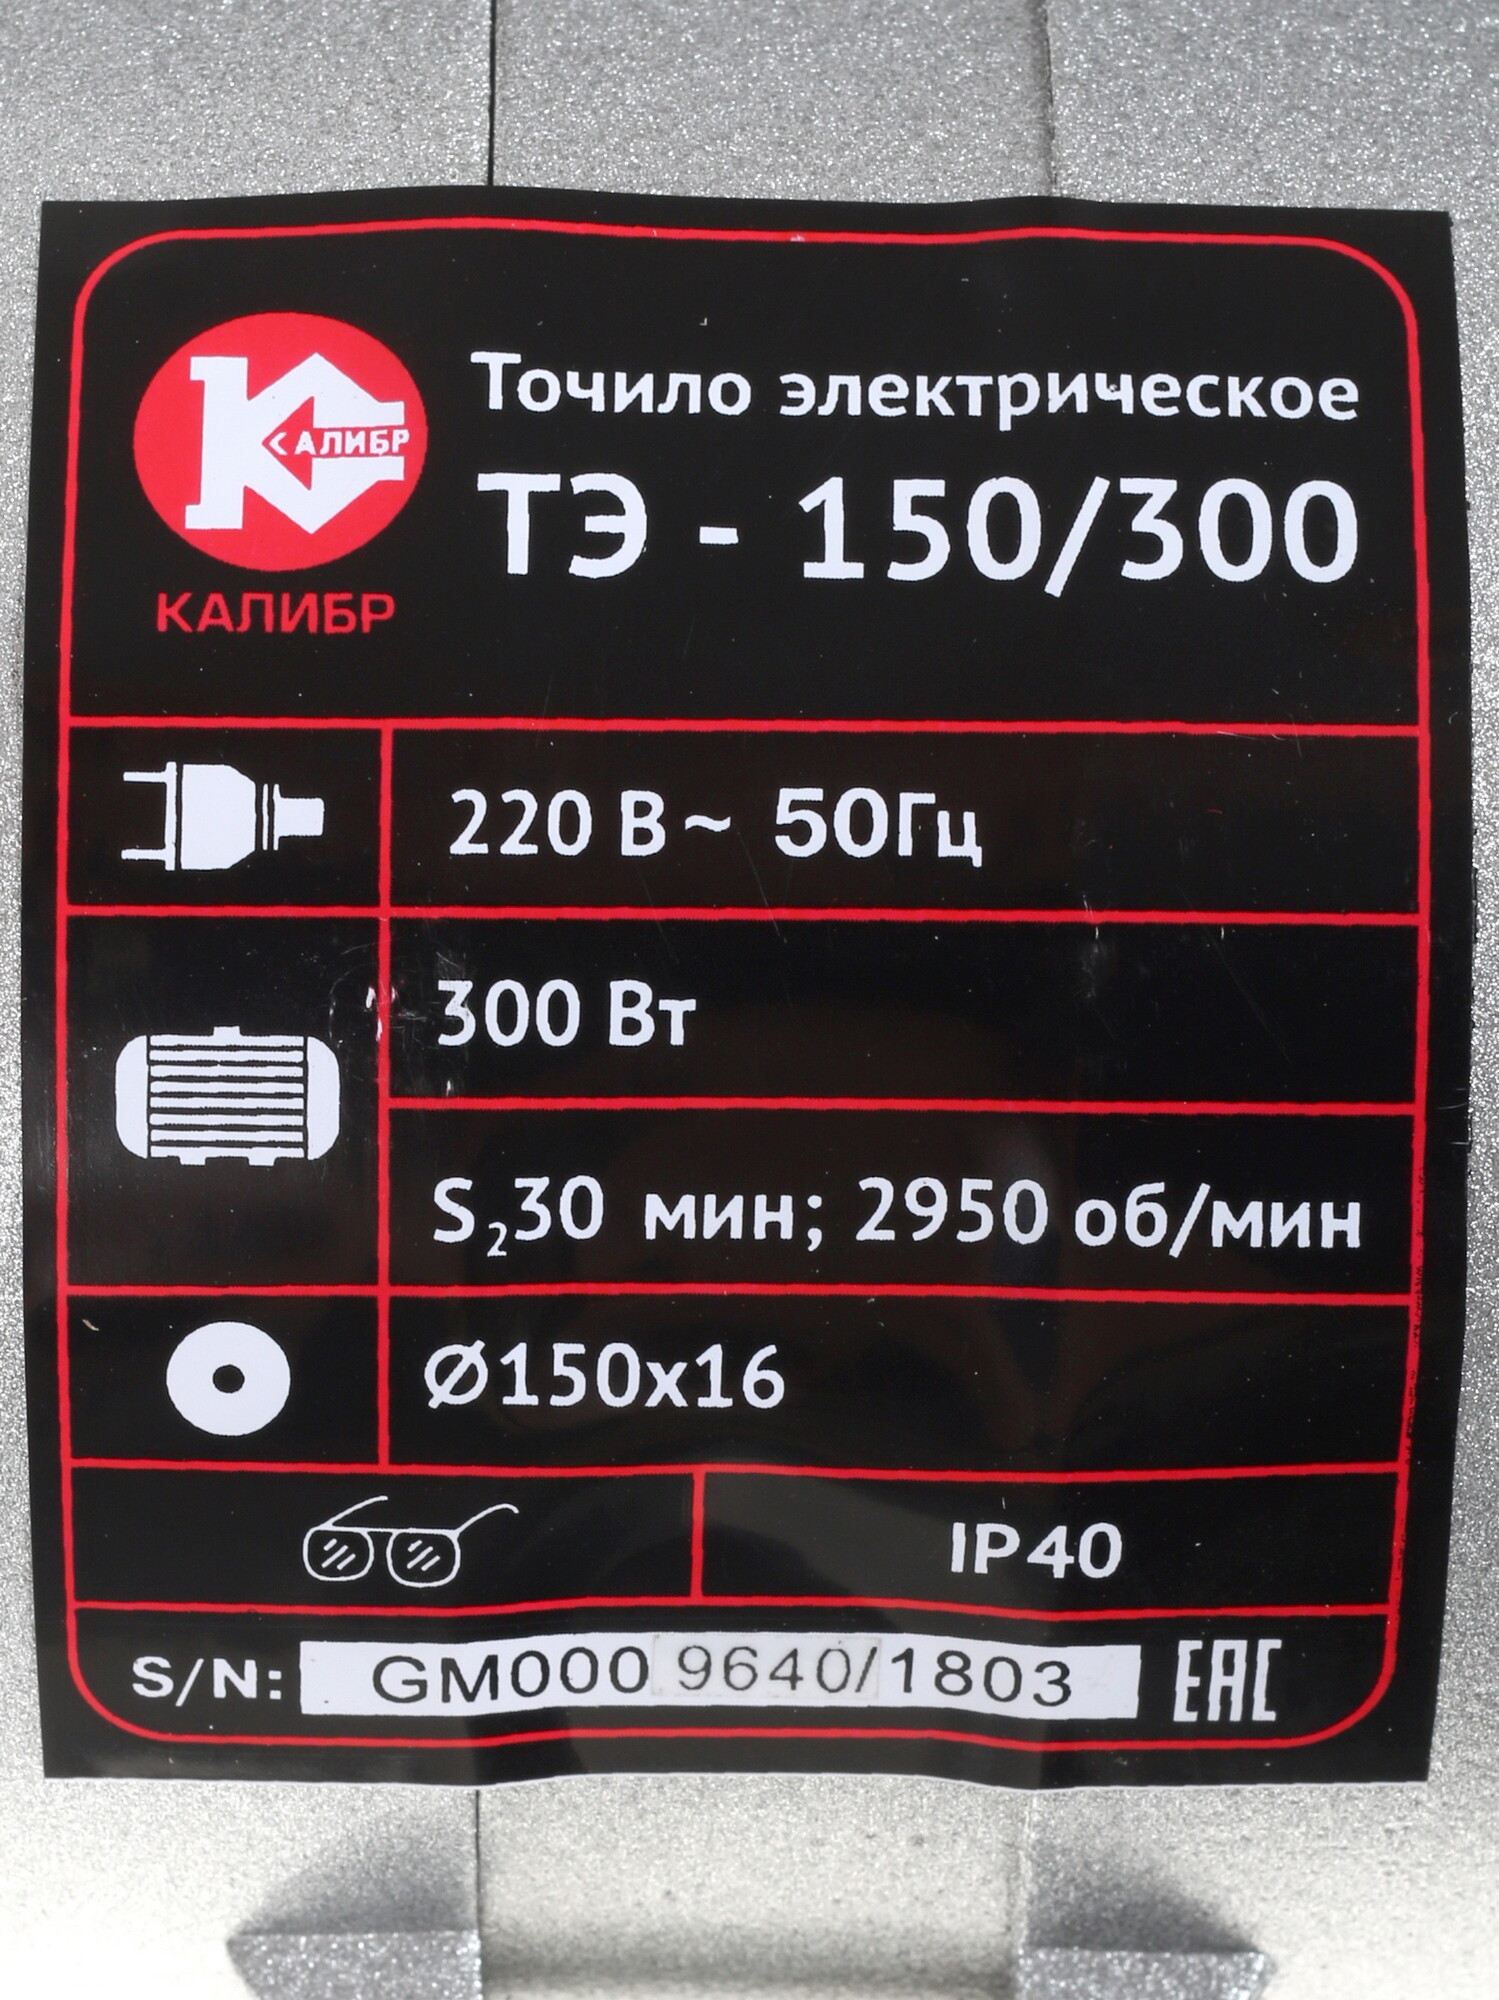 КАЛИБР
КАЛИБР
Точило электрическое
ТЭ - 150/300
220 В~ 50Гц
300 Вт
S₂30 мин; 2950 об/мин
Ø150х16
IP40
S/N: GM000 9640/1803 EAC